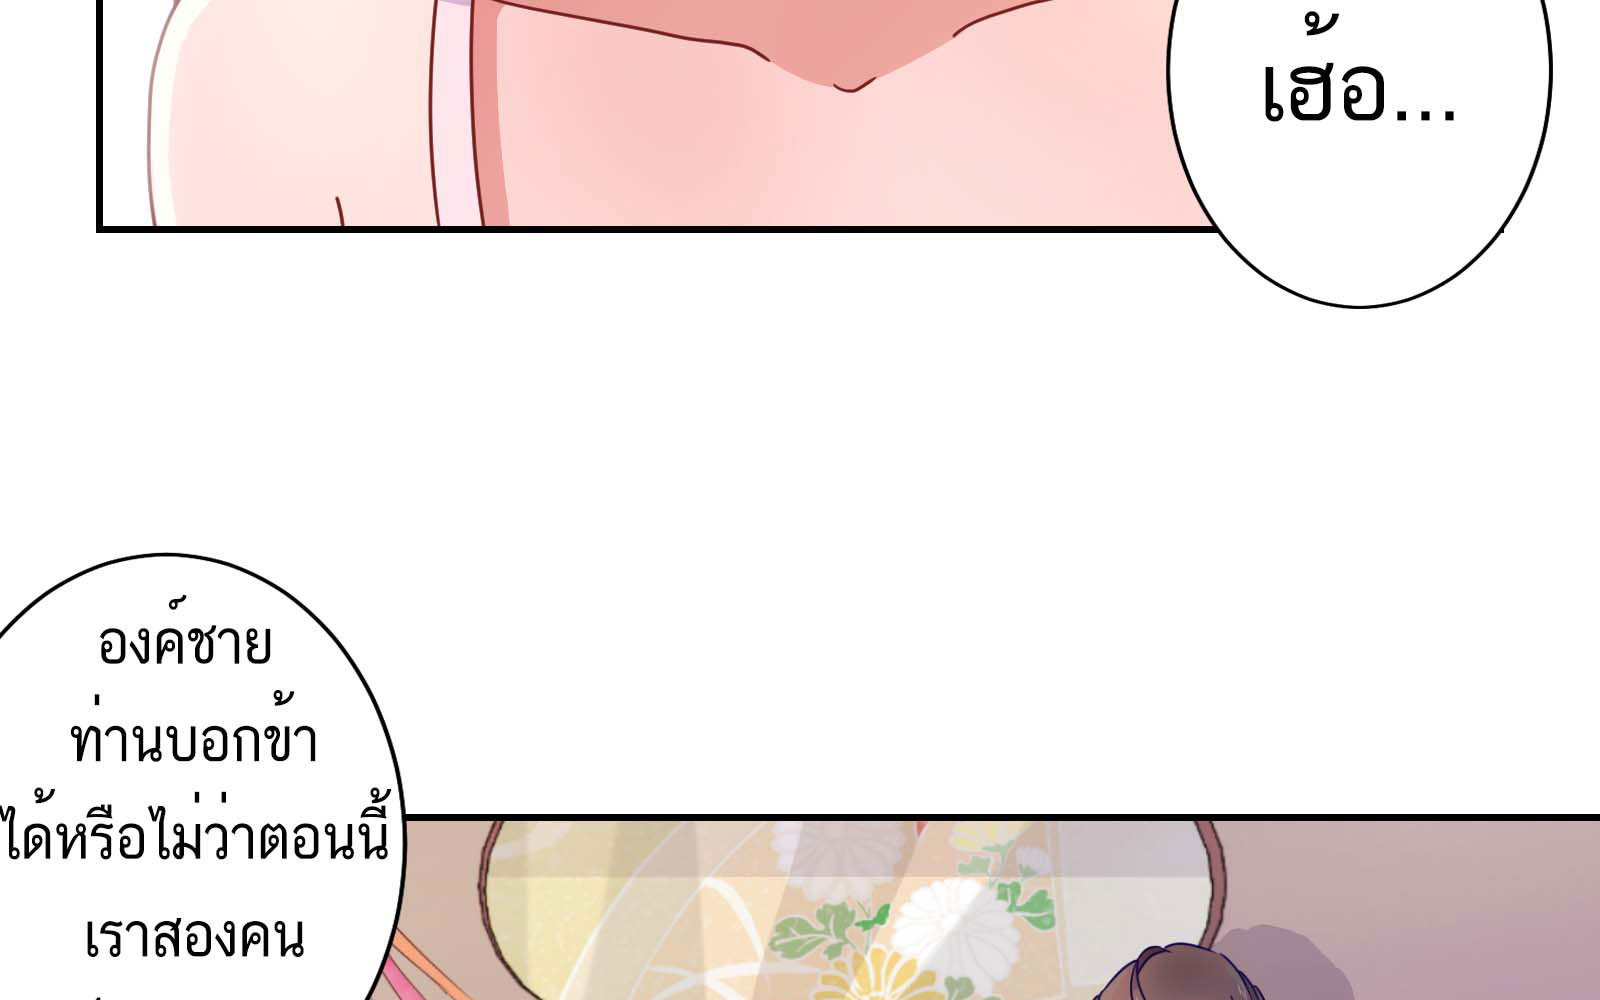 เฮ้อ...
องค์ชาย
ท่านบอกข้า
ได้หรือไม่ว่าตอนนี้
เราสองคน